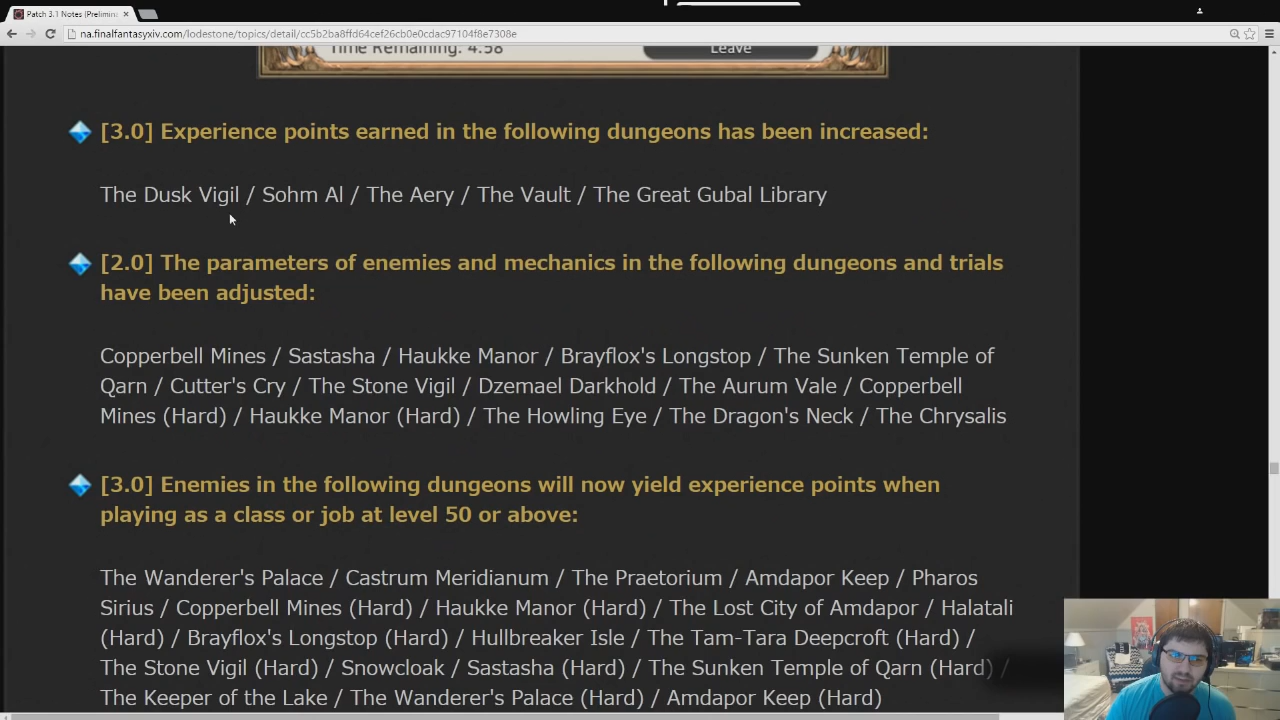 Patch 3.1 Notes (Prelimin
na.finalfantasyxiv.com/lodestone/topics/detail/cc5b2ba8ffd64cef26cb0e0cdac97104f8e7308e
Time Remaining: 4:58
Leave
[3.0] Experience points earned in the following dungeons has been increased:
The Dusk Vigil / Sohm Al / The Aery / The Vault / The Great Gubal Library
[2.0] The parameters of enemies and mechanics in the following dungeons and trials
have been adjusted:
Copperbell Mines / Sastasha / Haukke Manor / Brayflox's Longstop / The Sunken Temple of
Qarn / Cutter's Cry / The Stone Vigil / Dzemael Darkhold / The Aurum Vale / Copperbell
Mines (Hard) / Haukke Manor (Hard) / The Howling Eye / The Dragon's Neck / The Chrysalis
[3.0] Enemies in the following dungeons will now yield experience points when
playing as a class or job at level 50 or above:
The Wanderer's Palace / Castrum Meridianum / The Praetorium / Amdapor Keep / Pharos
Sirius / Copperbell Mines (Hard) / Haukke Manor (Hard) / The Lost City of Amdapor / Halatali
(Hard) / Brayflox's Longstop (Hard) / Hullbreaker Isle / The Tam-Tara Deepcroft (Hard) /
The Stone Vigil (Hard) / Snowcloak / Sastasha (Hard) / The Sunken Temple of Qarn (Hard) /
The Keeper of the Lake / The Wanderer's Palace (Hard) / Amdapor Keep (Hard)